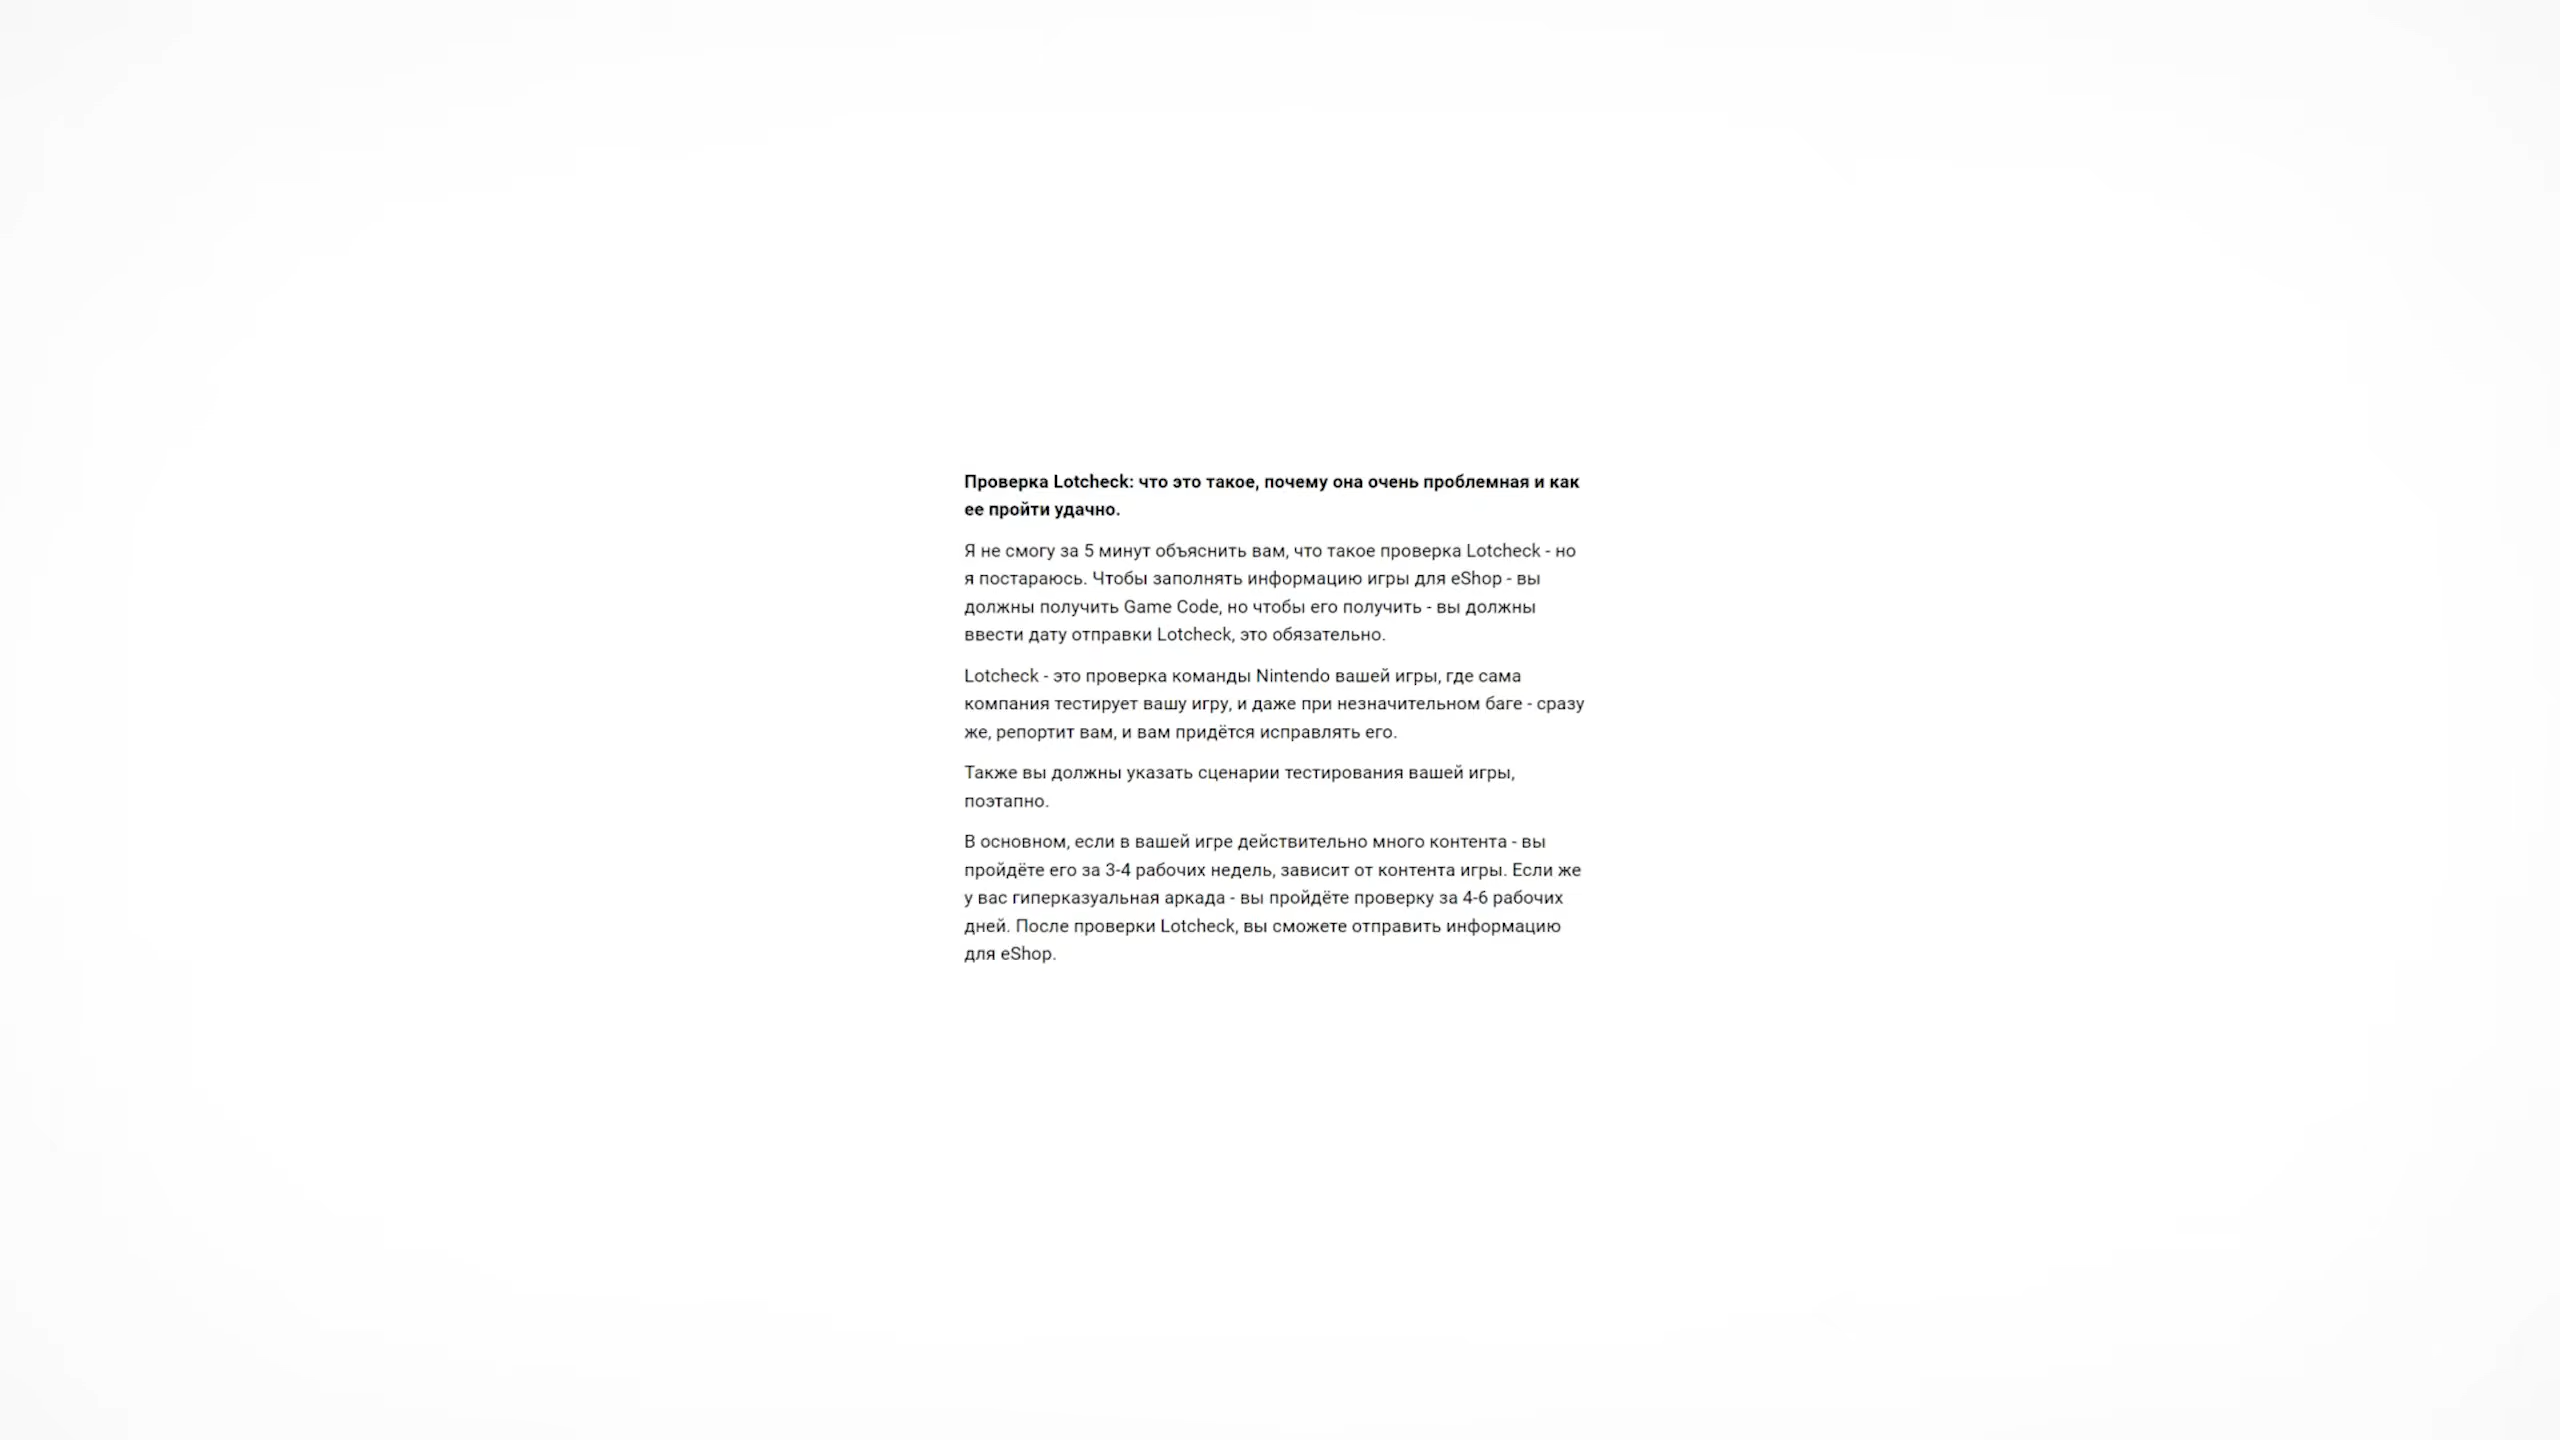 Проверка Lotcheck: что это такое, почему она очень проблемная и как
ее пройти удачно.
Я не смогу за 5 минут объяснить вам, что такое проверка Lotcheck - но
я постараюсь. Чтобы заполнять информацию игры для eShop - вы
должны получить Game Code, но чтобы его получить - вы должны
ввести дату отправки Lotcheck, это обязательно.
Lotcheck - это проверка команды Nintendo вашей игры, где сама
компания тестирует вашу игру, и даже при незначительном баге - сразу
же, репортит вам, и вам придётся исправлять его.
Также вы должны указать сценарии тестирования вашей игры,
поэтапно.
В основном, если в вашей игре действительно много контента - вы
пройдёте его за 3-4 рабочих недель, зависит от контента игры. Если же
у вас гиперказуальная аркада - вы пройдёте проверку за 4-6 рабочих
дней. После проверки Lotcheck, вы сможете отправить информацию
для eShop.